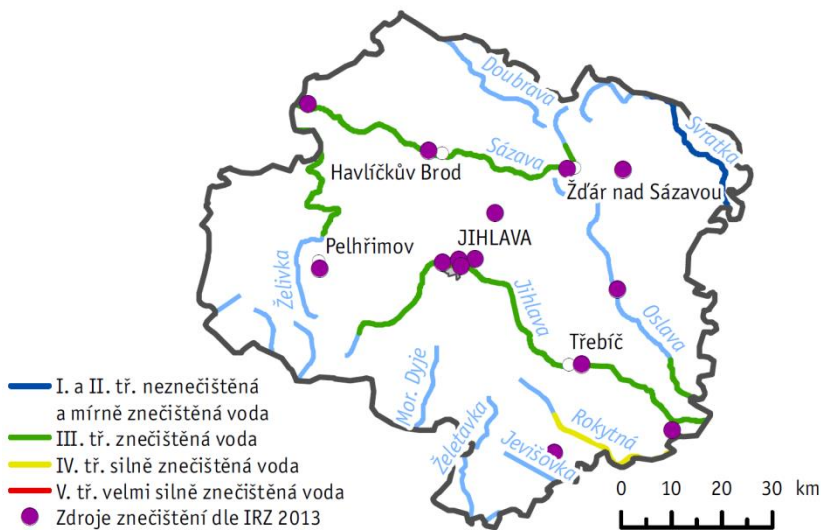 Doubrava
Svratka
Sázava
Havlíčkův Brod
Žďár nad Sázavou
JIHLAVA
Pelhřimov
Želivka
Jihlava
Oslava
Třebíč
Mor. Dyje
Želetavka
Rokytná
Jevišovka
I. a II. tř. neznečištěná
a mírně znečištěná voda
III. tř. znečištěná voda
IV. tř. silně znečištěná voda
V. tř. velmi silně znečištěná voda
Zdroje znečištění dle IRZ 2013
0 10 20 30 km